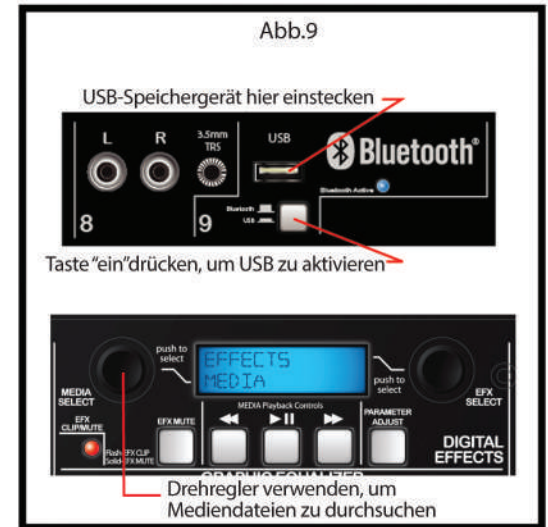 Abb.9
USB-Speichergerät hier einstecken
L R 3.5mm TRS USB
Bluetooth®
Bluetooth Active
Bluetooth
USB
8 9
Taste “ein”drücken, um USB zu aktivieren
push to select
EFFECTS
MEDIA
push to select
MEDIA SELECT
EFX SELECT
EFX CLIP/MUTE
EFX MUTE
MEDIA Playback Controls
PARAMETER ADJUST
Flash-EFX CLIP
Solid-EFX MUTE
DIGITAL EFFECTS
GRAPHIC EQUALIZER
Drehregler verwenden, um
Mediendateien zu durchsuchen